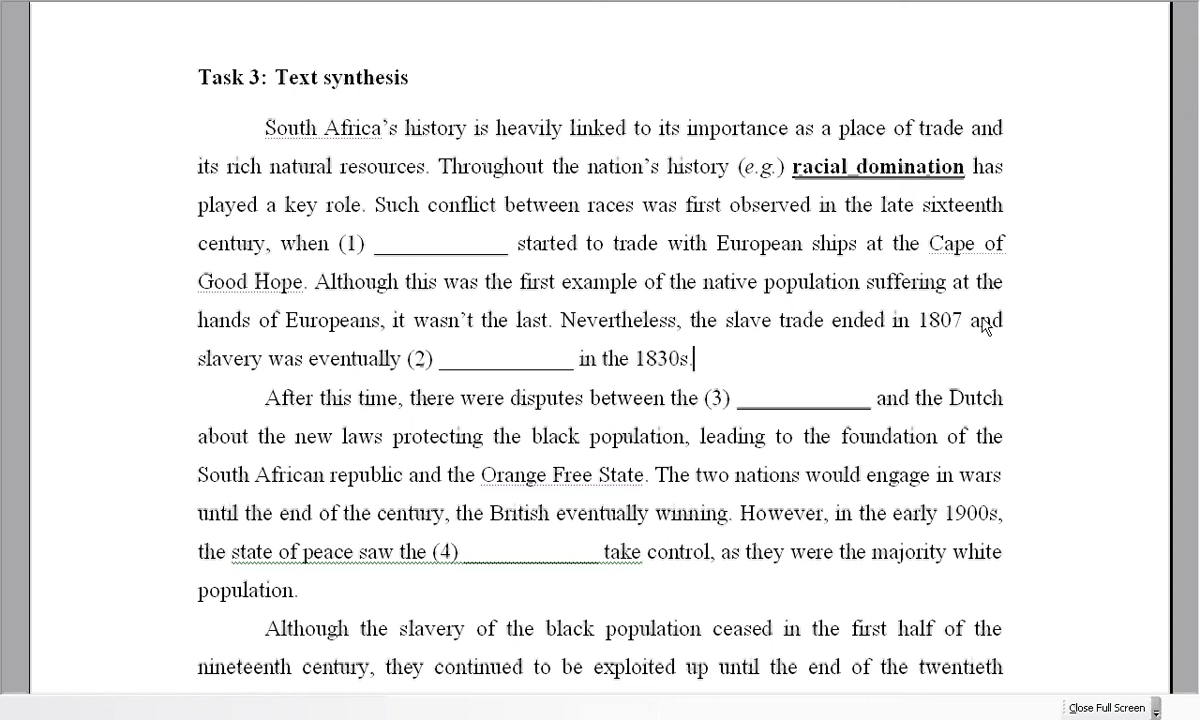 Task 3: Text synthesis
South Africa's history is heavily linked to its importance as a place of trade and
its rich natural resources. Throughout the nation's history (e.g.) racial domination has
played a key role. Such conflict between races was first observed in the late sixteenth
century, when (1) ____________ started to trade with European ships at the Cape of
Good Hope. Although this was the first example of the native population suffering at the
hands of Europeans, it wasn't the last. Nevertheless, the slave trade ended in 1807 and
slavery was eventually (2) ____________ in the 1830s.
After this time, there were disputes between the (3) ____________ and the Dutch
about the new laws protecting the black population, leading to the foundation of the
South African republic and the Orange Free State. The two nations would engage in wars
until the end of the century, the British eventually winning. However, in the early 1900s,
the state of peace saw the (4) ____________ take control, as they were the majority white
population.
Although the slavery of the black population ceased in the first half of the
nineteenth century, they continued to be exploited up until the end of the twentieth
Close Full Screen